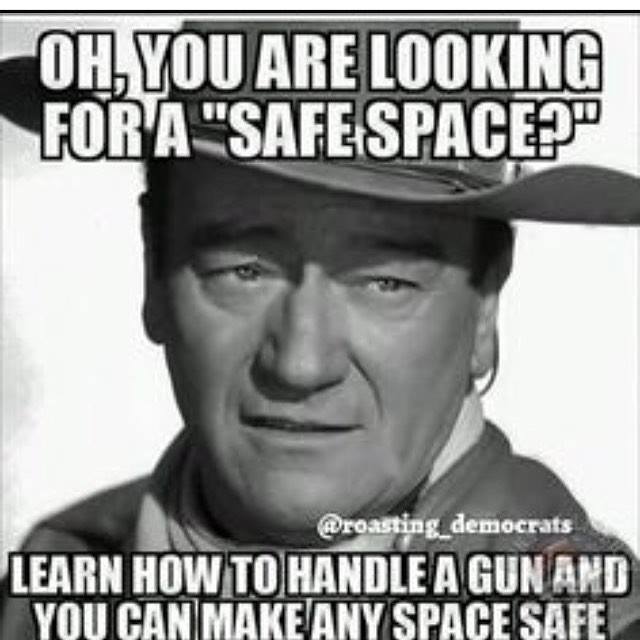 OH, YOU ARE LOOKING
FOR A "SAFE SPACE?"
@roasting_democrats
LEARN HOW TO HANDLE A GUN AND
YOU CAN MAKE ANY SPACE SAFE